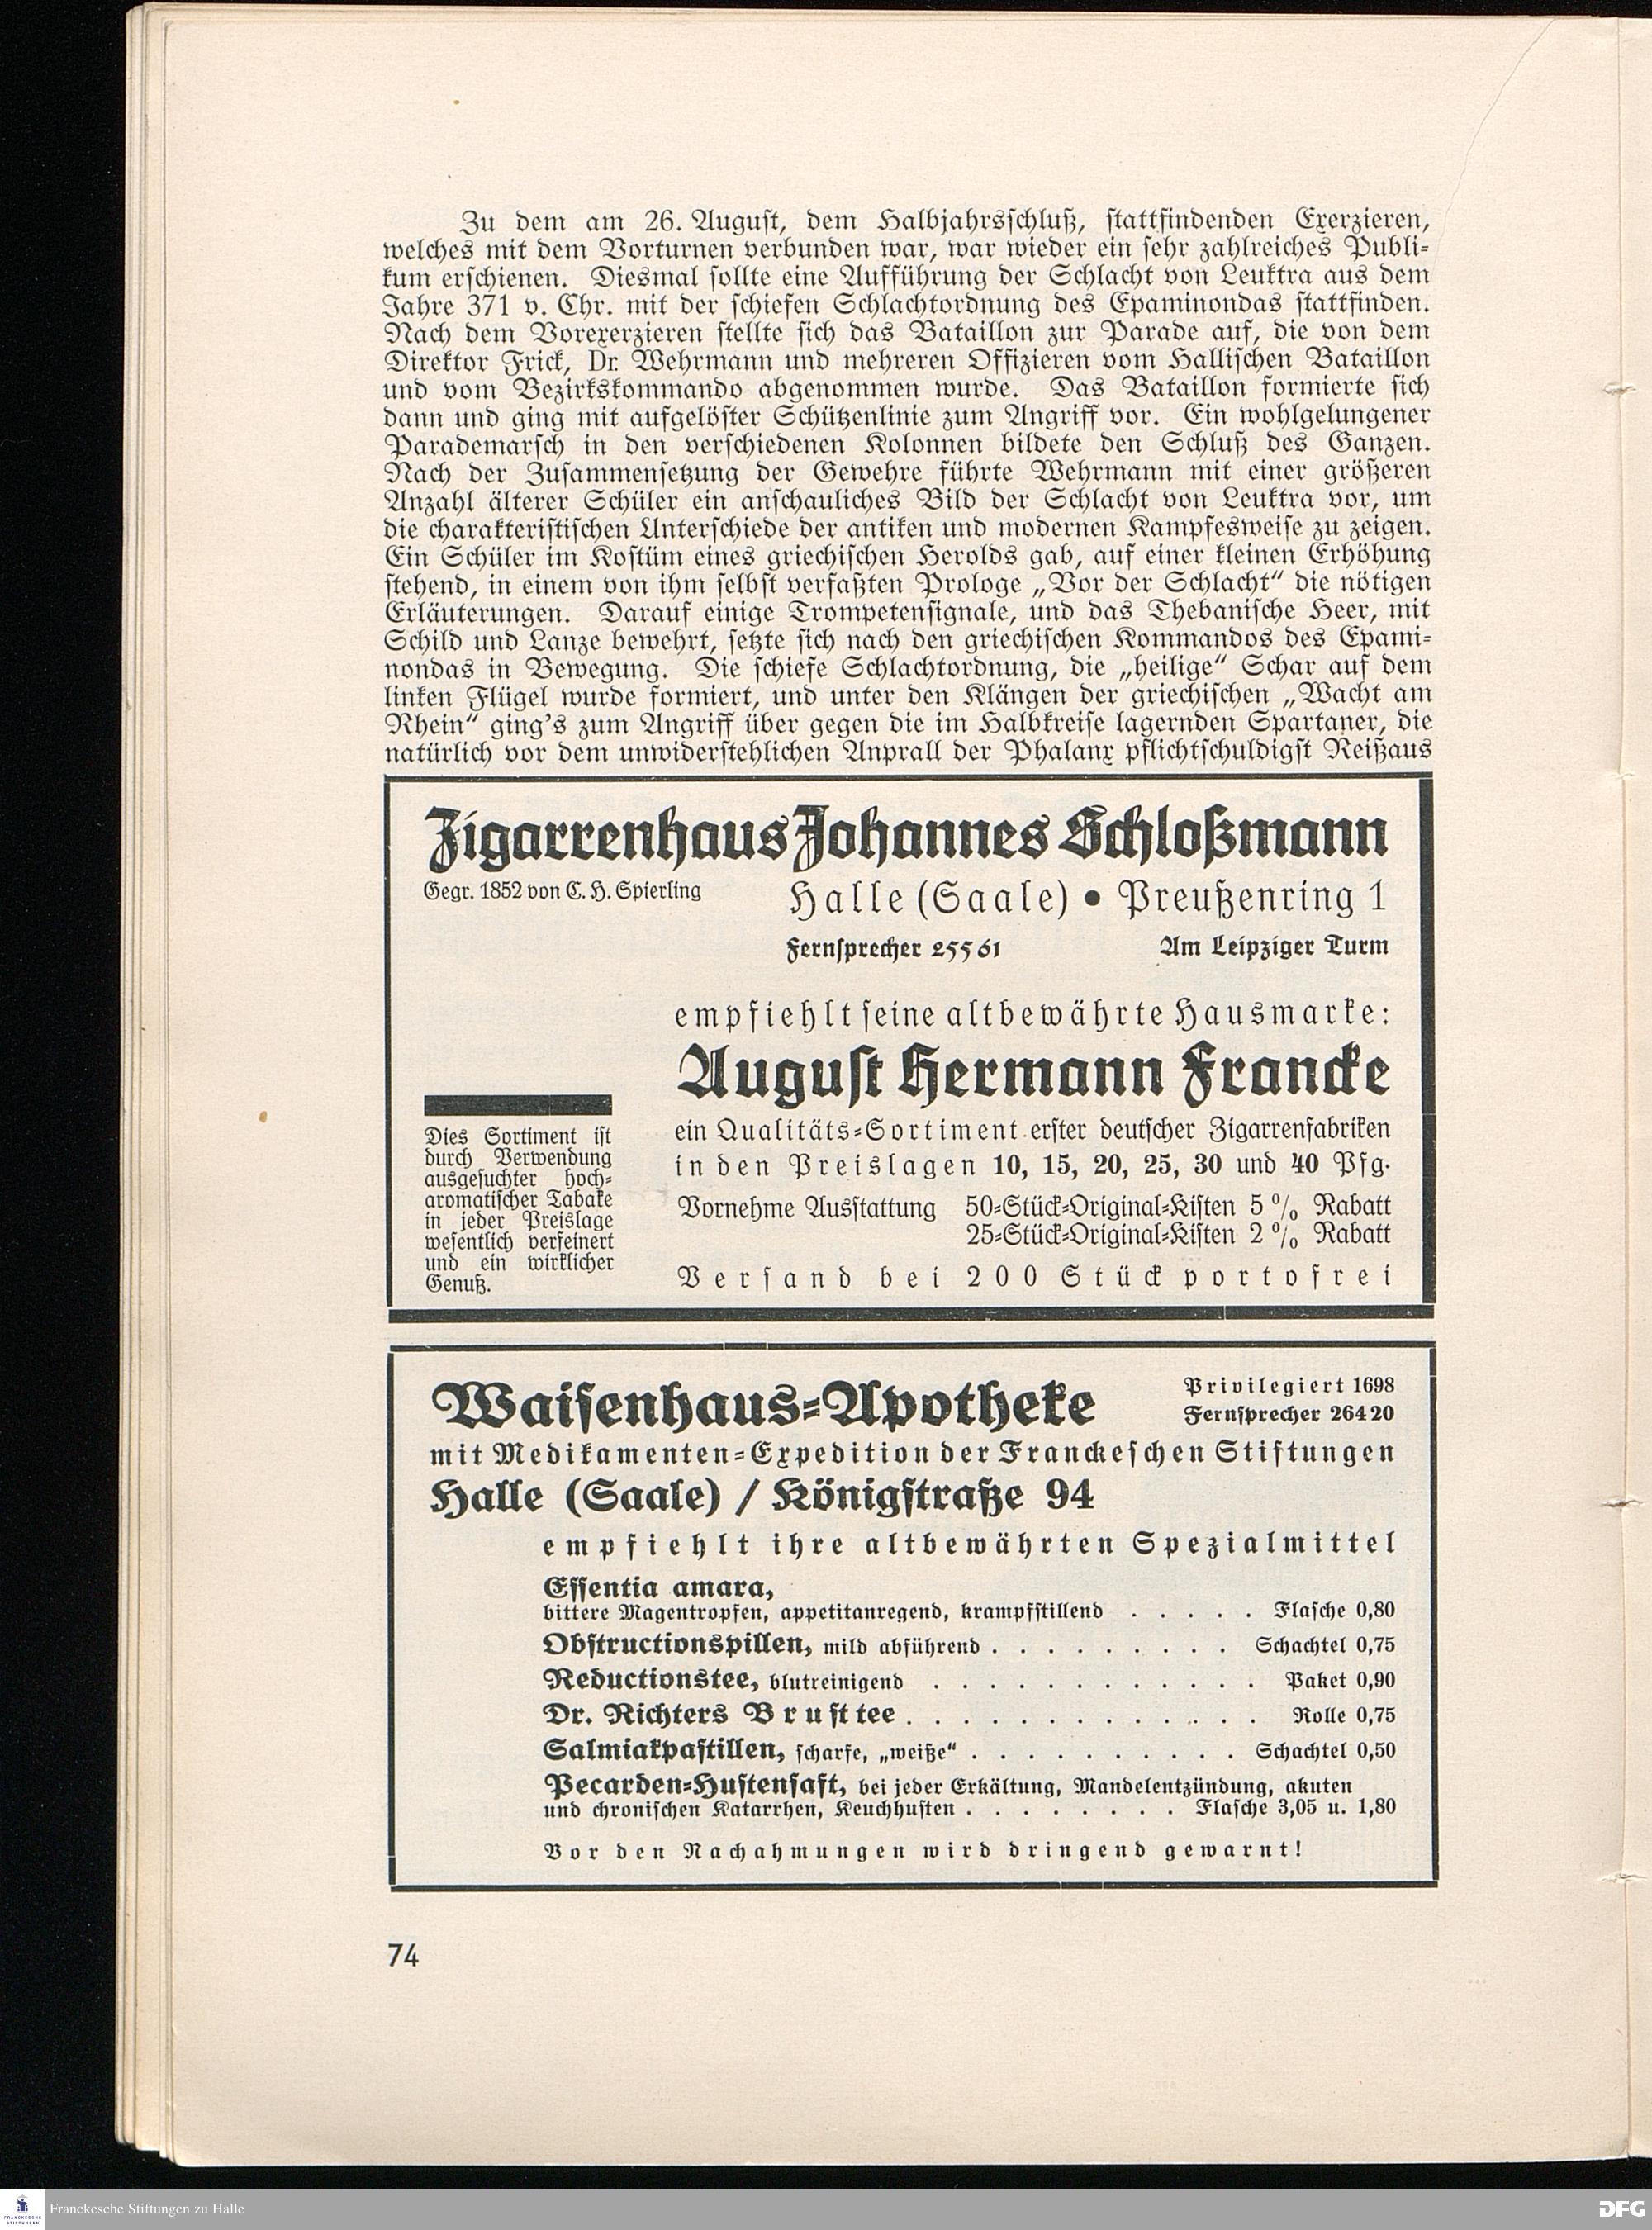 Zu dem am 26. August, dem Halbjahrsschluß, stattfindenden Exerzieren,
welches mit dem Vorturnen verbunden war, war wieder ein sehr zahlreiches Publi-
kum erschienen. Diesmal sollte eine Aufführung der Schlacht von Leuktra aus dem
Jahre 371 v. Chr. mit der schiefen Schlachtordnung des Epaminondas stattfinden.
Nach dem Vorexerzieren stellte sich das Bataillon zur Parade auf, die von dem
Direktor Frick, Dr. Wehrmann und mehreren Offizieren vom Hallischen Bataillon
und vom Bezirkskommando abgenommen wurde. Das Bataillon formierte sich
dann und ging mit aufgelöster Schützenlinie zum Angriff vor. Ein wohlgelungener
Parademarsch in den verschiedenen Kolonnen bildete den Schluß des Ganzen.
Nach der Zusammensetzung der Gewehre führte Wehrmann mit einer größeren
Anzahl älterer Schüler ein anschauliches Bild der Schlacht von Leuktra vor, um
die charakteristischen Unterschiede der antiken und modernen Kampfesweise zu zeigen.
Ein Schüler im Kostüm eines griechischen Herolds gab, auf einer kleinen Erhöhung
stehend, in einem von ihm selbst verfaßten Prologe „Vor der Schlacht“ die nötigen
Erläuterungen. Darauf einige Trompetensignale, und das Thebanische Heer, mit
Schild und Lanze bewehrt, setzte sich nach den griechischen Kommandos des Epami-
nondas in Bewegung. Die schiefe Schlachtordnung, die „heilige“ Schar auf dem
linken Flügel wurde formiert, und unter den Klängen der griechischen „Wacht am
Rhein“ ging's zum Angriff über gegen die im Halbkreise lagernden Spartaner, die
natürlich vor dem unwiderstehlichen Anprall der Phalanx pflichtschuldigst Reißaus
Zigarrenhaus Johannes Schloßmann
Gegr. 1852 von C. H. Spierling
Halle (Saale) • Preußenring 1
Fernsprecher 25561 Am Leipziger Turm
empfiehlt seine altbewährte Hausmarke:
August Hermann Francke
ein Qualitäts-Sortiment erster deutscher Zigarrenfabriken
in den Preislagen 10, 15, 20, 25, 30 und 40 Pfg.
Vornehme Ausstattung 50-Stück-Original-Kisten 5 % Rabatt
25-Stück-Original-Kisten 2 % Rabatt
Versand bei 200 Stück portofrei
Dies Sortiment ist
durch Verwendung
ausgesuchter hoch-
aromatischer Tabake
in jeder Preislage
wesentlich verfeinert
und ein wirklicher
Genuß.
Waisenhaus-Apotheke
Privilegiert 1698
Fernsprecher 26420
mit Medikamenten-Expedition der Franckeschen Stiftungen
Halle (Saale) / Königstraße 94
empfiehlt ihre altbewährten Spezialmittel
Essentia amara,
bittere Magentropfen, appetitanregend, krampfstillend . . . . . Flasche 0,80
Obstructionspillen, mild abführend . . . . . . . . . Schachtel 0,75
Reductionstee, blutreinigend . . . . . . . . . . . . Paket 0,90
Dr. Richters Brusttee . . . . . . . . . . . . . Rolle 0,75
Salmiakpastillen, scharfe, „weiße“ . . . . . . . . . . Schachtel 0,50
Pecarden-Hustensaft, bei jeder Erkältung, Mandelentzündung, akuten
und chronischen Katarrhen, Keuchhusten . . . . . . . . Flasche 3,05 u. 1,80
Vor den Nachahmungen wird dringend gewarnt!
74
FRANCKESCHE
STIFTUNGEN
Franckesche Stiftungen zu Halle
DFG